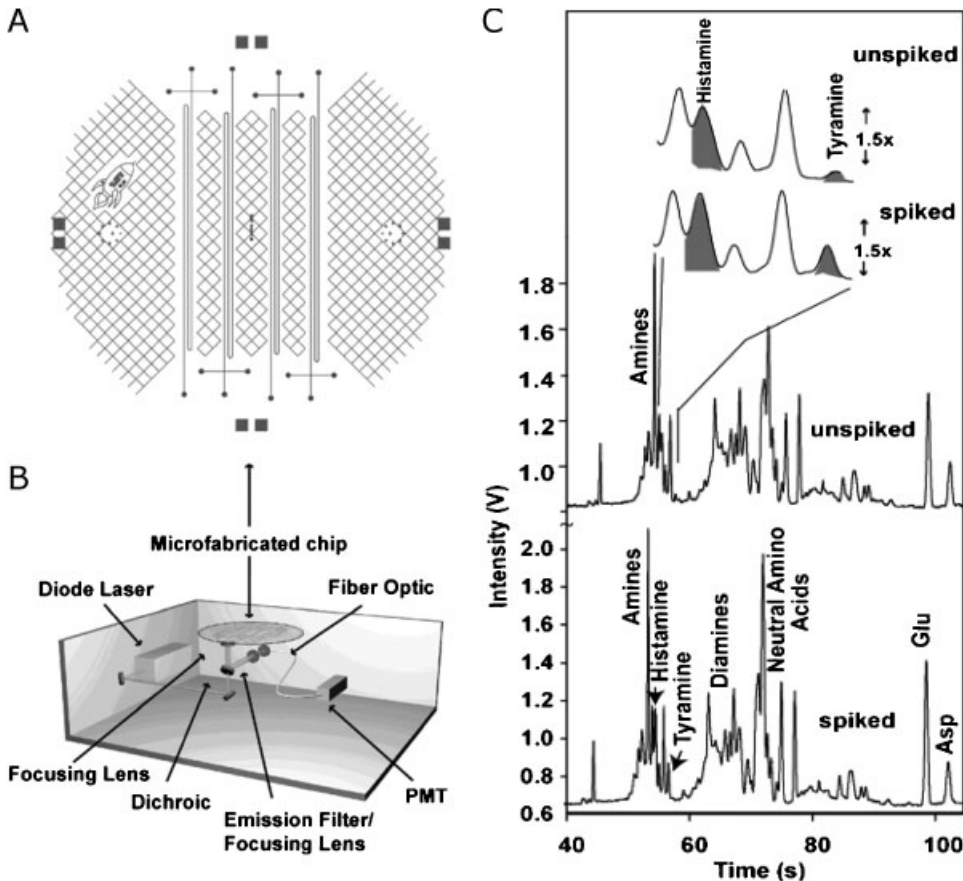 A
B
Microfabricated chip
Diode Laser
Fiber Optic
Focusing Lens
Dichroic
Emission Filter/
Focusing Lens
PMT
C
unspiked
Histamine
Tyramine
1.5x
spiked
1.5x
Intensity (V)
1.8
1.6
1.4
1.2
1.0
Amines
unspiked
2.0
1.8
1.6
1.4
1.2
1.0
0.8
0.6
Amines
Histamine
Tyramine
Diamines
Neutral Amino
Acids
spiked
Glu
Asp
40
60
80
100
Time (s)